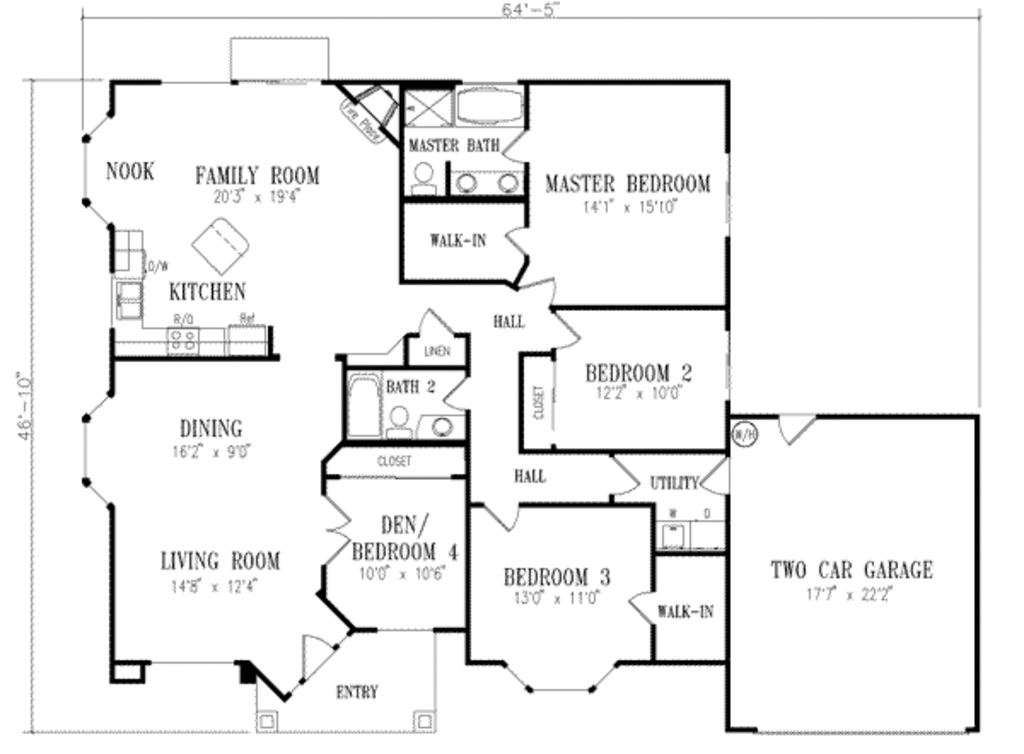 64'-5"
46'-10"
Fire Place
MASTER BATH
NOOK
FAMILY ROOM
20'3" x 19'4"
MASTER BEDROOM
14'1" x 15'10"
WALK-IN
D/W
KITCHEN
R/O
Ref
HALL
LINEN
BATH 2
BEDROOM 2
12'2" x 10'0"
CLOSET
DINING
16'2" x 9'0"
W/H
CLOSET
HALL
UTILITY
W D
DEN/
BEDROOM 4
10'0" x 10'6"
LIVING ROOM
14'8" x 12'4"
BEDROOM 3
13'0" x 11'0"
WALK-IN
TWO CAR GARAGE
17'7" x 22'2"
ENTRY